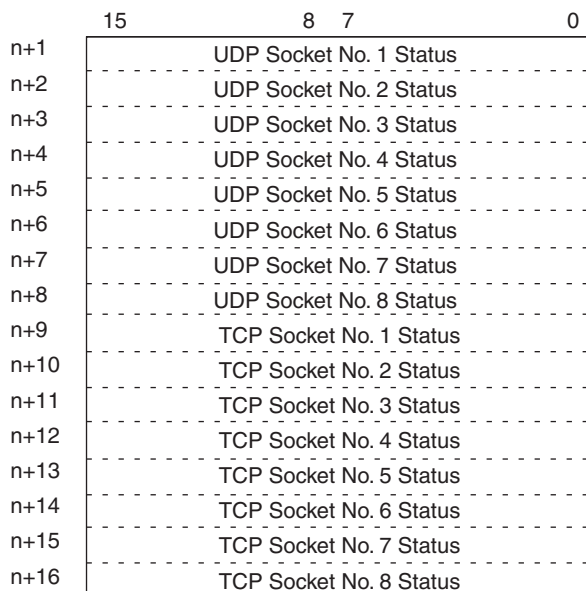 15 8 7 0
n+1 UDP Socket No. 1 Status
n+2 UDP Socket No. 2 Status
n+3 UDP Socket No. 3 Status
n+4 UDP Socket No. 4 Status
n+5 UDP Socket No. 5 Status
n+6 UDP Socket No. 6 Status
n+7 UDP Socket No. 7 Status
n+8 UDP Socket No. 8 Status
n+9 TCP Socket No. 1 Status
n+10 TCP Socket No. 2 Status
n+11 TCP Socket No. 3 Status
n+12 TCP Socket No. 4 Status
n+13 TCP Socket No. 5 Status
n+14 TCP Socket No. 6 Status
n+15 TCP Socket No. 7 Status
n+16 TCP Socket No. 8 Status